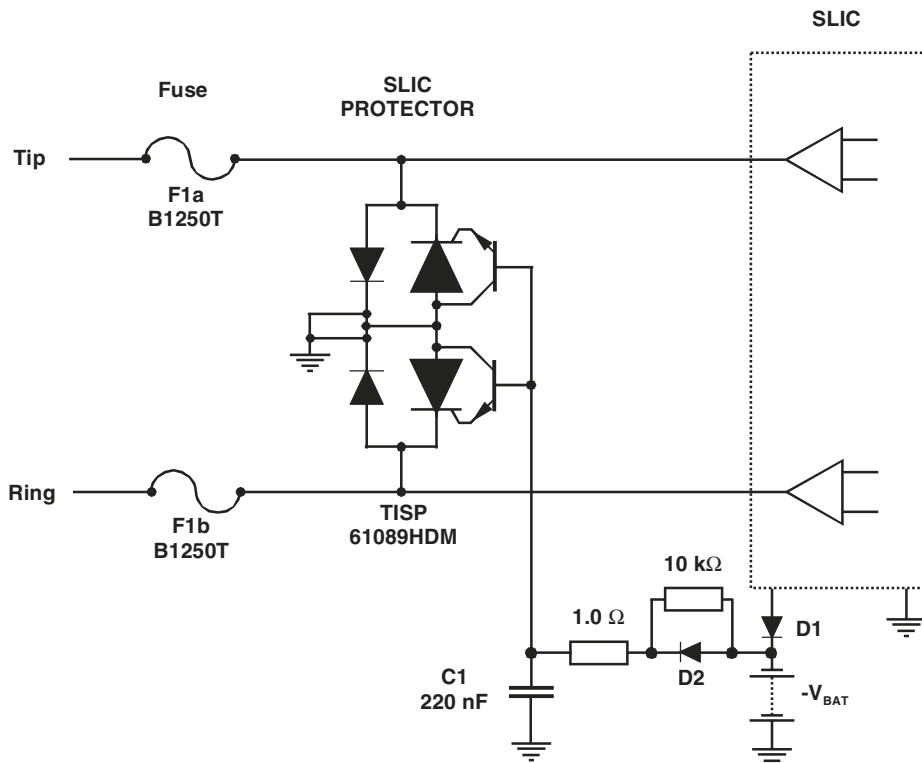 SLIC
Fuse
SLIC
PROTECTOR
Tip
F1a
B1250T
Ring
F1b
B1250T
TISP
61089HDM
10 kΩ
1.0 Ω
D1
D2
C1
220 nF
-VBAT